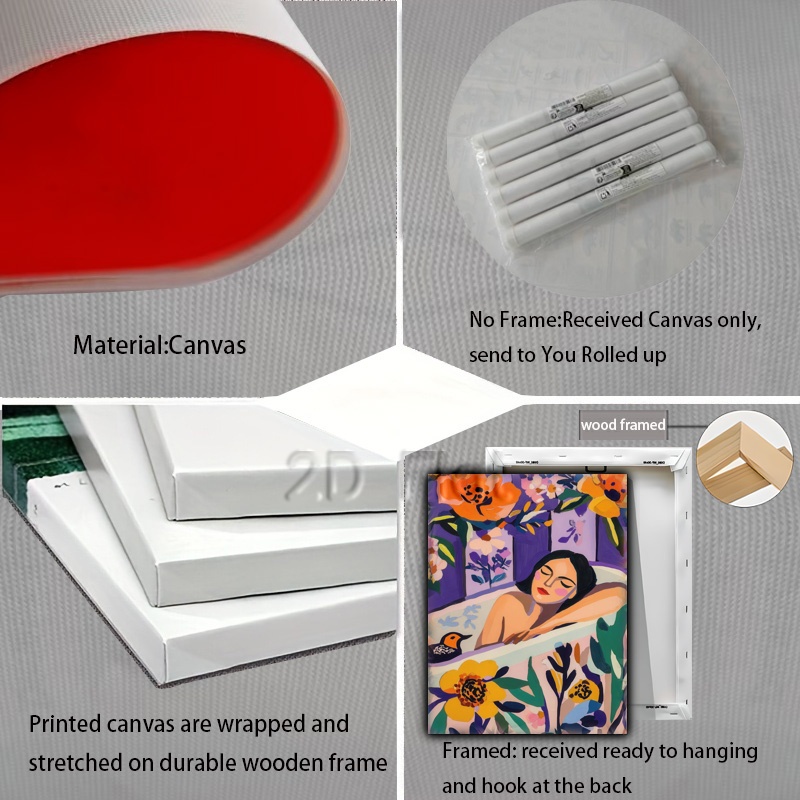 Material:Canvas
No Frame:Received Canvas only,
send to You Rolled up
2D
wood framed
Printed canvas are wrapped and
stretched on durable wooden frame
Framed: received ready to hanging
and hook at the back